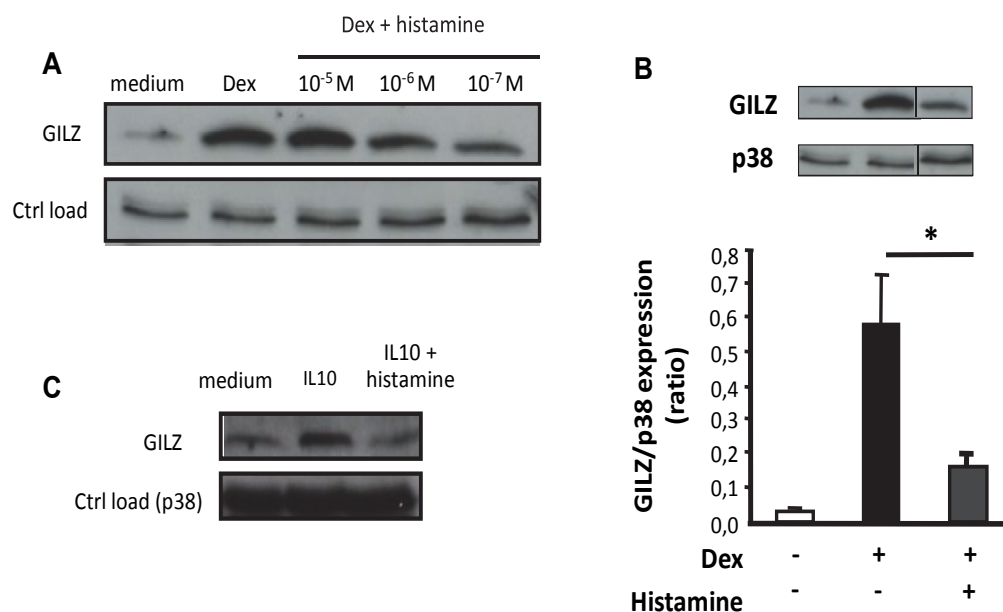 A
Dex + histamine
medium Dex 10⁻⁵ M 10⁻⁶ M 10⁻⁷ M
GILZ
Ctrl load
B
GILZ
p38
*
GILZ/p38 expression
(ratio)
0,8
0,7
0,6
0,5
0,4
0,3
0,2
0,1
0,0
Dex - + +
Histamine - - +
C
medium IL10 IL10 +
histamine
GILZ
Ctrl load (p38)